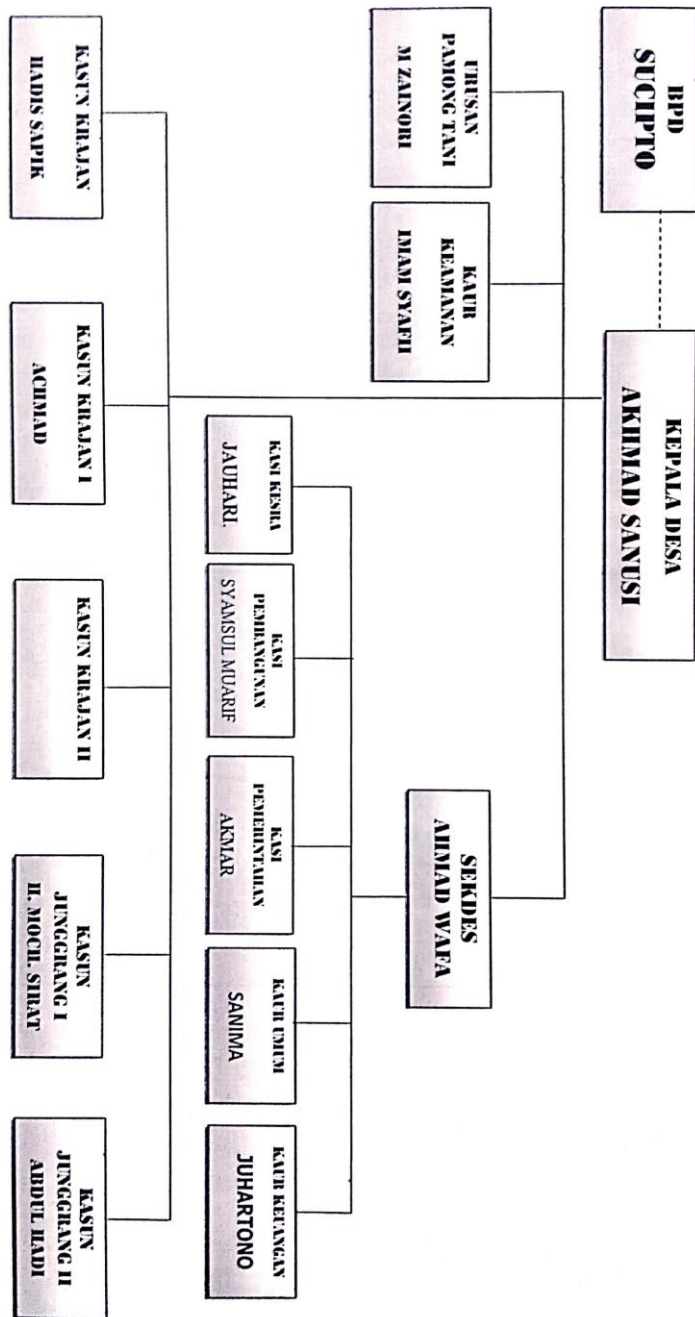 BPD
SUCIPTO
KEPALA DESA
AKHMAD SANUSI
URUSAN
PAMONG TANI
M ZAINORI
KAUR
KEAMANAN
IMAM SYAFII
SEKDES
AHMAD WAFA
KASI KESRA
JAUHARI.
KASI
PEMBANGUNAN
SYAMSUL MUARIF
KASI
PEMERINTAHAN
AKMAR
KAUR UMUM
SANIMA
KAUR KEUANGAN
JUHARTONO
KASUN KRAJAN
HADIS SAPIK
KASUN KRAJAN I
ACHMAD
KASUN KRAJAN II
KASUN
JUNGGRANG I
H. MOCH. SIRAT
KASUN
JUNGGRANG II
ABDUL HADI